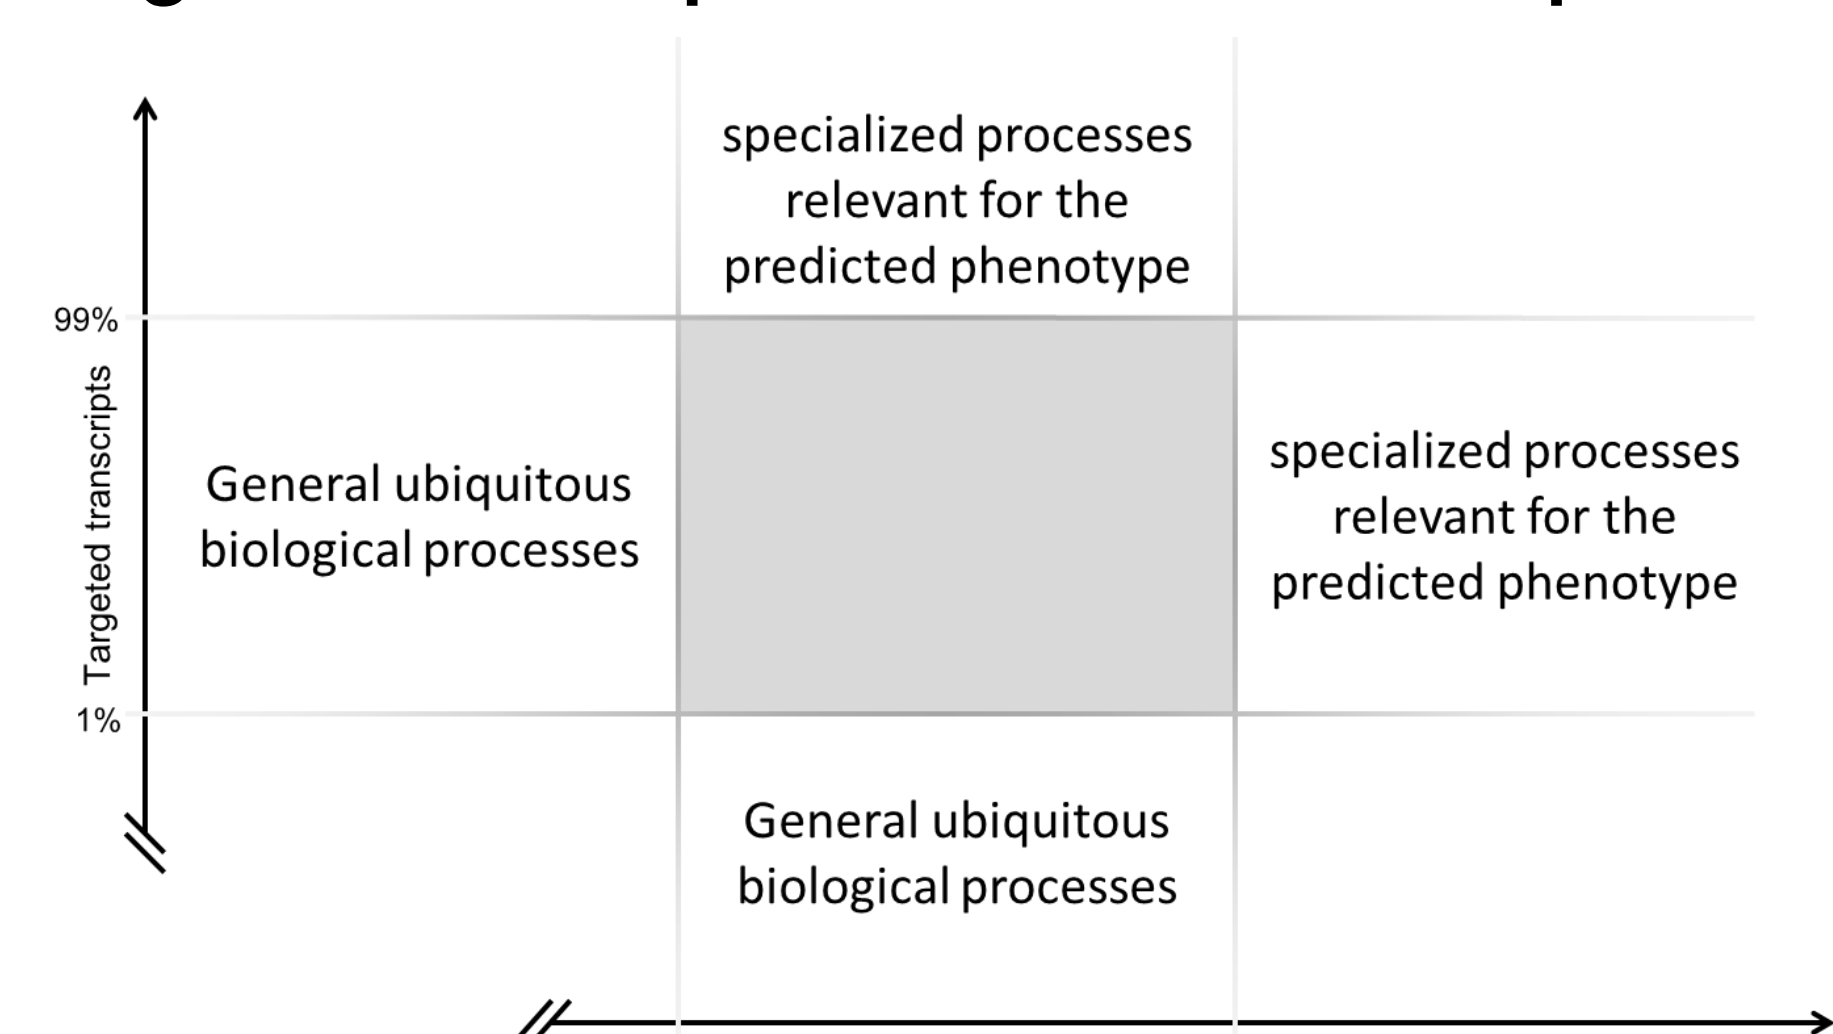 specialized processes
relevant for the
predicted phenotype
99%
Targeted transcripts
General ubiquitous
biological processes
specialized processes
relevant for the
predicted phenotype
1%
General ubiquitous
biological processes